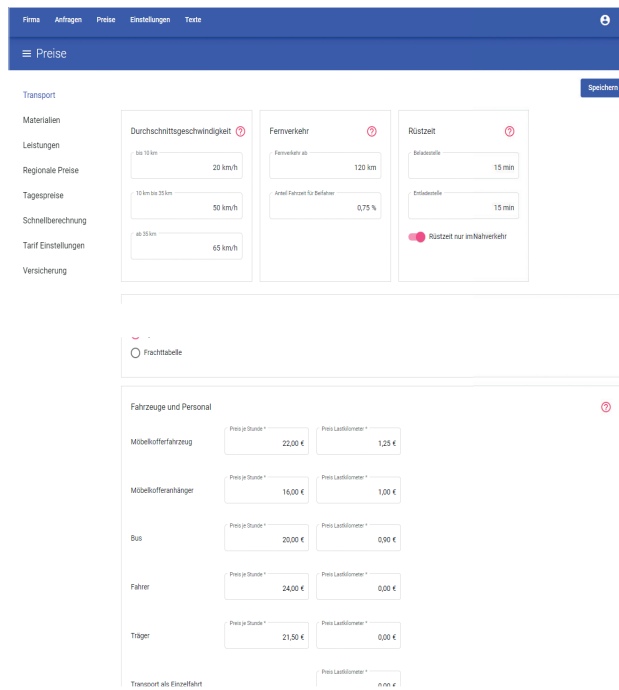 Firma Anfragen Preise Einstellungen Texte
Preise
Speichern
Transport
Materialien
Leistungen
Regionale Preise
Tagespreise
Schnellberechnung
Tarif Einstellungen
Versicherung
Durchschnittsgeschwindigkeit
bis 10 km
20 km/h
10 km bis 35 km
50 km/h
ab 35 km
65 km/h
Fernverkehr
Fernverkehr ab
120 km
Anteil Fahrzeit für Beifahrer
0,75 %
Rüstzeit
Beladestelle
15 min
Entladestelle
15 min
Rüstzeit nur im Nahverkehr
Frachttabelle
Fahrzeuge und Personal
Preis je Stunde * Preis Lastkilometer *
Möbelkofferfahrzeug 22,00 € 1,25 €
Preis je Stunde * Preis Lastkilometer *
Möbelkofferanhänger 16,00 € 1,00 €
Preis je Stunde * Preis Lastkilometer *
Bus 20,00 € 0,90 €
Preis je Stunde * Preis Lastkilometer *
Fahrer 24,00 € 0,00 €
Preis je Stunde * Preis Lastkilometer *
Träger 21,50 € 0,00 €
Preis Lastkilometer *
Transport als Einzelfahrt 0,00 €